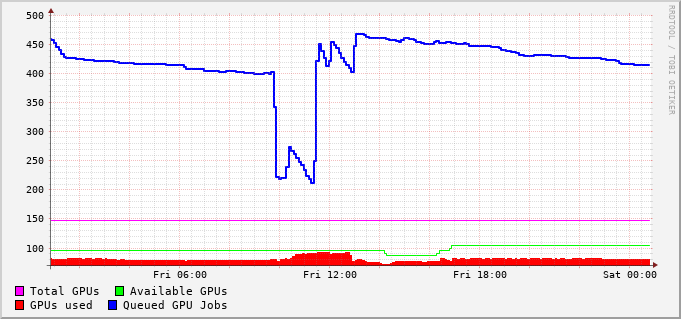 500
450
400
350
300
250
200
150
100
Fri 06:00 Fri 12:00 Fri 18:00 Sat 00:00
Total GPUs Available GPUs
GPUs used Queued GPU Jobs
RRDTOOL / TOBI OETIKER